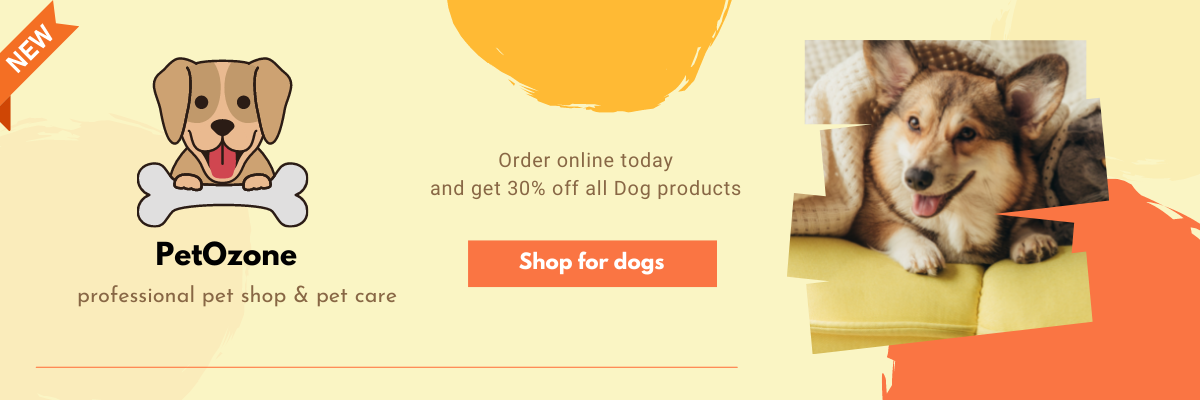 NEW
PetOzone
professional pet shop & pet care
Order online today
and get 30% off all Dog products
Shop for dogs